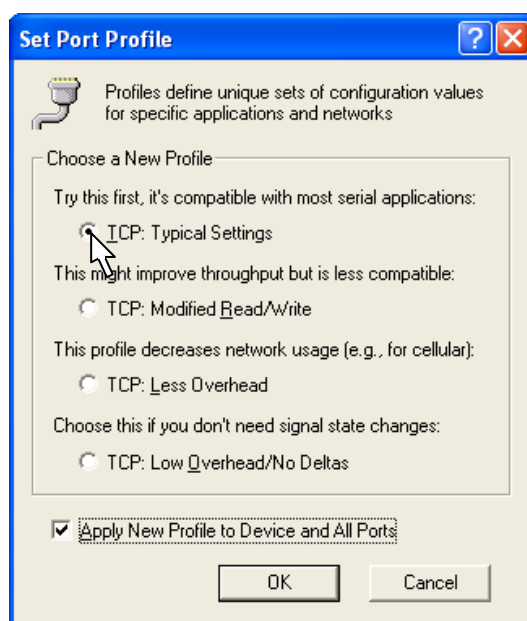 Set Port Profile
?
X
Profiles define unique sets of configuration values
for specific applications and networks
Choose a New Profile
Try this first, it's compatible with most serial applications:
TCP: Typical Settings
This might improve throughput but is less compatible:
TCP: Modified Read/Write
This profile decreases network usage (e.g., for cellular):
TCP: Less Overhead
Choose this if you don't need signal state changes:
TCP: Low Overhead/No Deltas
Apply New Profile to Device and All Ports
OK
Cancel